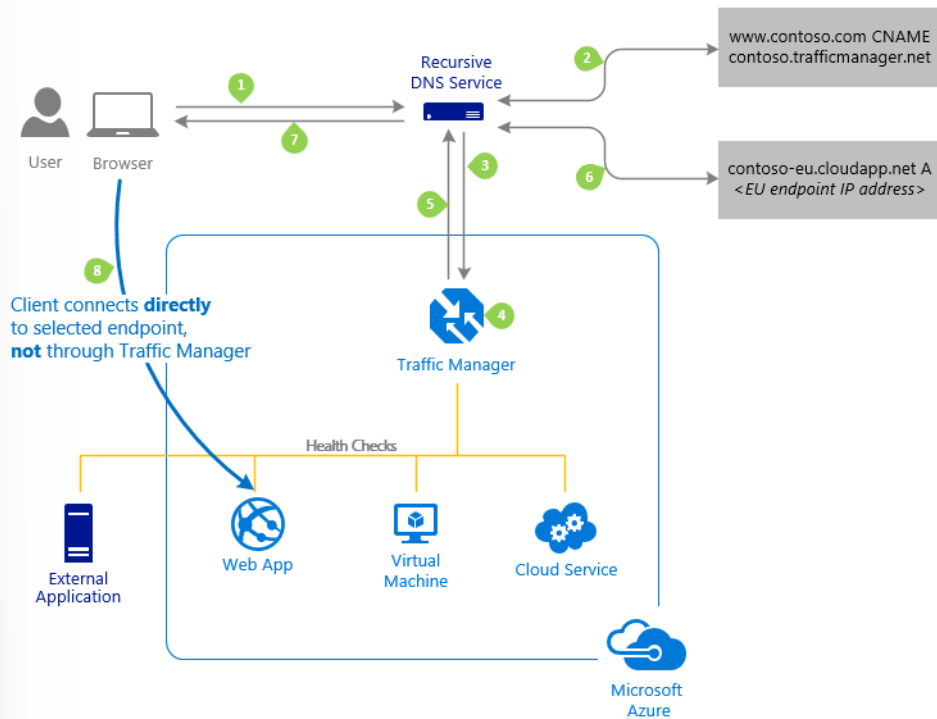 www.contoso.com CNAME
contoso.trafficmanager.net
Recursive
DNS Service
1
2
7
3
User
Browser
contoso-eu.cloudapp.net A
<EU endpoint IP address>
6
5
8
Client connects directly
to selected endpoint,
not through Traffic Manager
4
Traffic Manager
Health Checks
External
Application
Web App
Virtual
Machine
Cloud Service
Microsoft
Azure